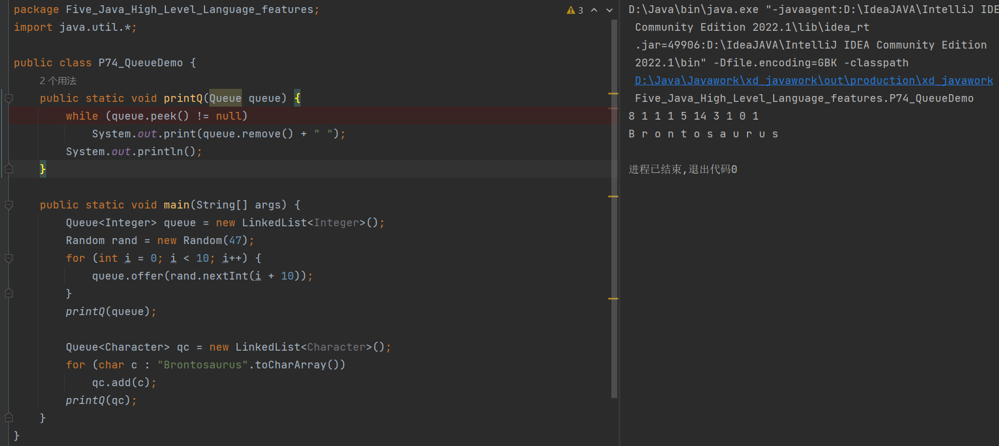 package Five_Java_High_Level_Language_features;
import java.util.*;
public class P74_QueueDemo {
2 个用法
public static void printQ(Queue queue) {
while (queue.peek() != null)
System.out.print(queue.remove() + " ");
System.out.println();
}
public static void main(String[] args) {
Queue<Integer> queue = new LinkedList<Integer>();
Random rand = new Random(47);
for (int i = 0; i < 10; i++) {
queue.offer(rand.nextInt(i + 10));
}
printQ(queue);
Queue<Character> qc = new LinkedList<Character>();
for (char c : "Brontosaurus".toCharArray())
qc.add(c);
printQ(qc);
}
}
3
D:\Java\bin\java.exe "-javaagent:D:\IdeaJAVA\IntelliJ IDE
Community Edition 2022.1\lib\idea_rt
.jar=49906:D:\IdeaJAVA\IntelliJ IDEA Community Edition
2022.1\bin" -Dfile.encoding=GBK -classpath
D:\Java\Javawork\xd_javawork\out\production\xd_javawork
Five_Java_High_Level_Language_features.P74_QueueDemo
8 1 1 1 5 14 3 1 0 1
B r o n t o s a u r u s
进程已结束,退出代码0